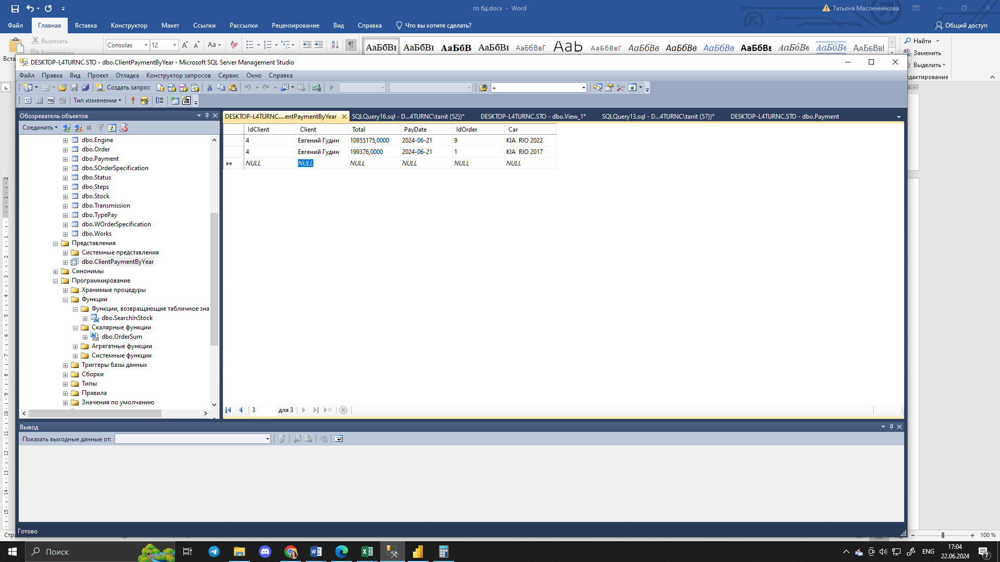 пз бд.docx - Word
Татьяна Масленникова
Файл Главная Вставка Конструктор Макет Ссылки Рассылки Рецензирование Вид Справка Что вы хотите сделать? Общий доступ
Вырезать
Копировать
Consolas 12
Aa
АаБбВı АаБбВı АаБбВ АаБбВı АаБбВвГ Aab АаБбВвГ АаБбВв АаБбВв АаБбВв АаБбВв АаБбВв АаБбВв АаБбВвІ
Найти
Заменить
Выделить
DESKTOP-L4TURNC.STO - dbo.ClientPaymentByYear - Microsoft SQL Server Management Studio
Файл Правка Вид Проект Отладка Конструктор запросов Сервис Окно Справка
Создать запрос
+
Тип изменения
Обозреватель объектов
Соединить
dbo.Engine
dbo.Order
dbo.Payment
dbo.SOrderSpecification
dbo.Status
dbo.Steps
dbo.Stock
dbo.Transmission
dbo.TypePay
dbo.WOrderSpecification
dbo.Works
Представления
Системные представления
dbo.ClientPaymentByYear
Синонимы
Программирование
Хранимые процедуры
Функции
Функции, возвращающие табличное зна
dbo.SearchInStock
Скалярные функции
dbo.OrderSum
Агрегатные функции
Системные функции
Триггеры базы данных
Сборки
Типы
Правила
Значения по умолчанию
DESKTOP-L4TURNC....entPaymentByYear SQLQuery16.sql - D...4TURNC\tanit (52))* DESKTOP-L4TURNC.STO - dbo.View_1* SQLQuery13.sql - D...4TURNC\tanit (57))* DESKTOP-L4TURNC.STO - dbo.Payment
IdClient Client Total PayDate IdOrder Car
4 Евгений Гудин 10855175,0000 2024-06-21 9 KIA RIO 2022
4 Евгений Гудин 199376,0000 2024-06-21 1 KIA RIO 2017
NULL NULL NULL NULL NULL NULL
3 для 3
Вывод
Показать выходные данные от:
Готово
100 %
Поиск
ENG
17:04
22.06.2024
7